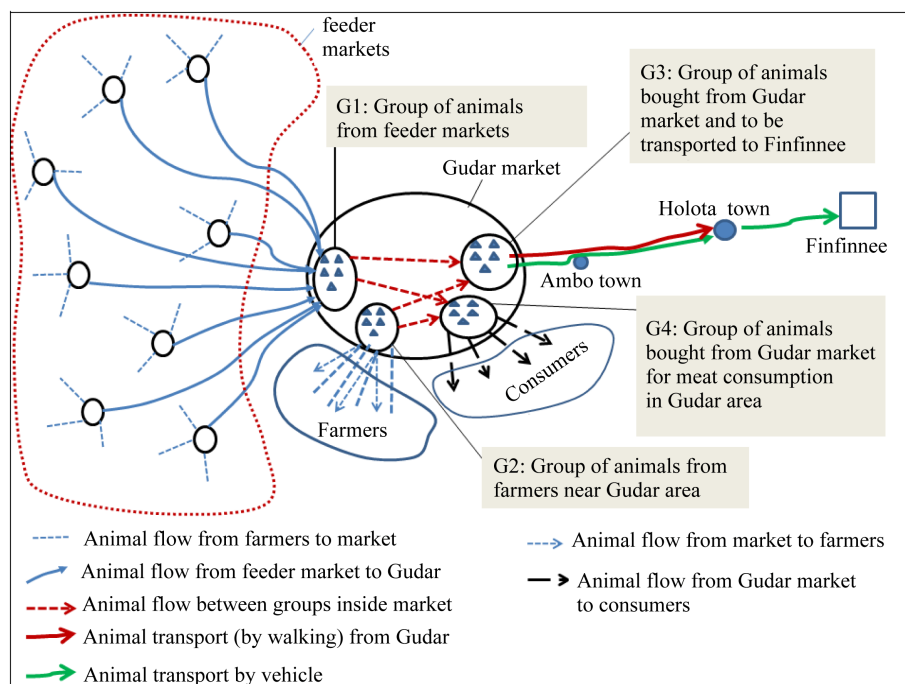 feeder
markets
G1: Group of animals
from feeder markets
G3: Group of animals
bought from Gudar
market and to be
transported to Finfinnee
Gudar market
Holota town
Finfinnee
Ambo town
G4: Group of animals
bought from Gudar market
for meat consumption
in Gudar area
Consumers
Farmers
G2: Group of animals from
farmers near Gudar area
Animal flow from farmers to market
Animal flow from feeder market to Gudar
Animal flow between groups inside market
Animal transport (by walking) from Gudar
Animal transport by vehicle
Animal flow from market to farmers
Animal flow from Gudar market
to consumers